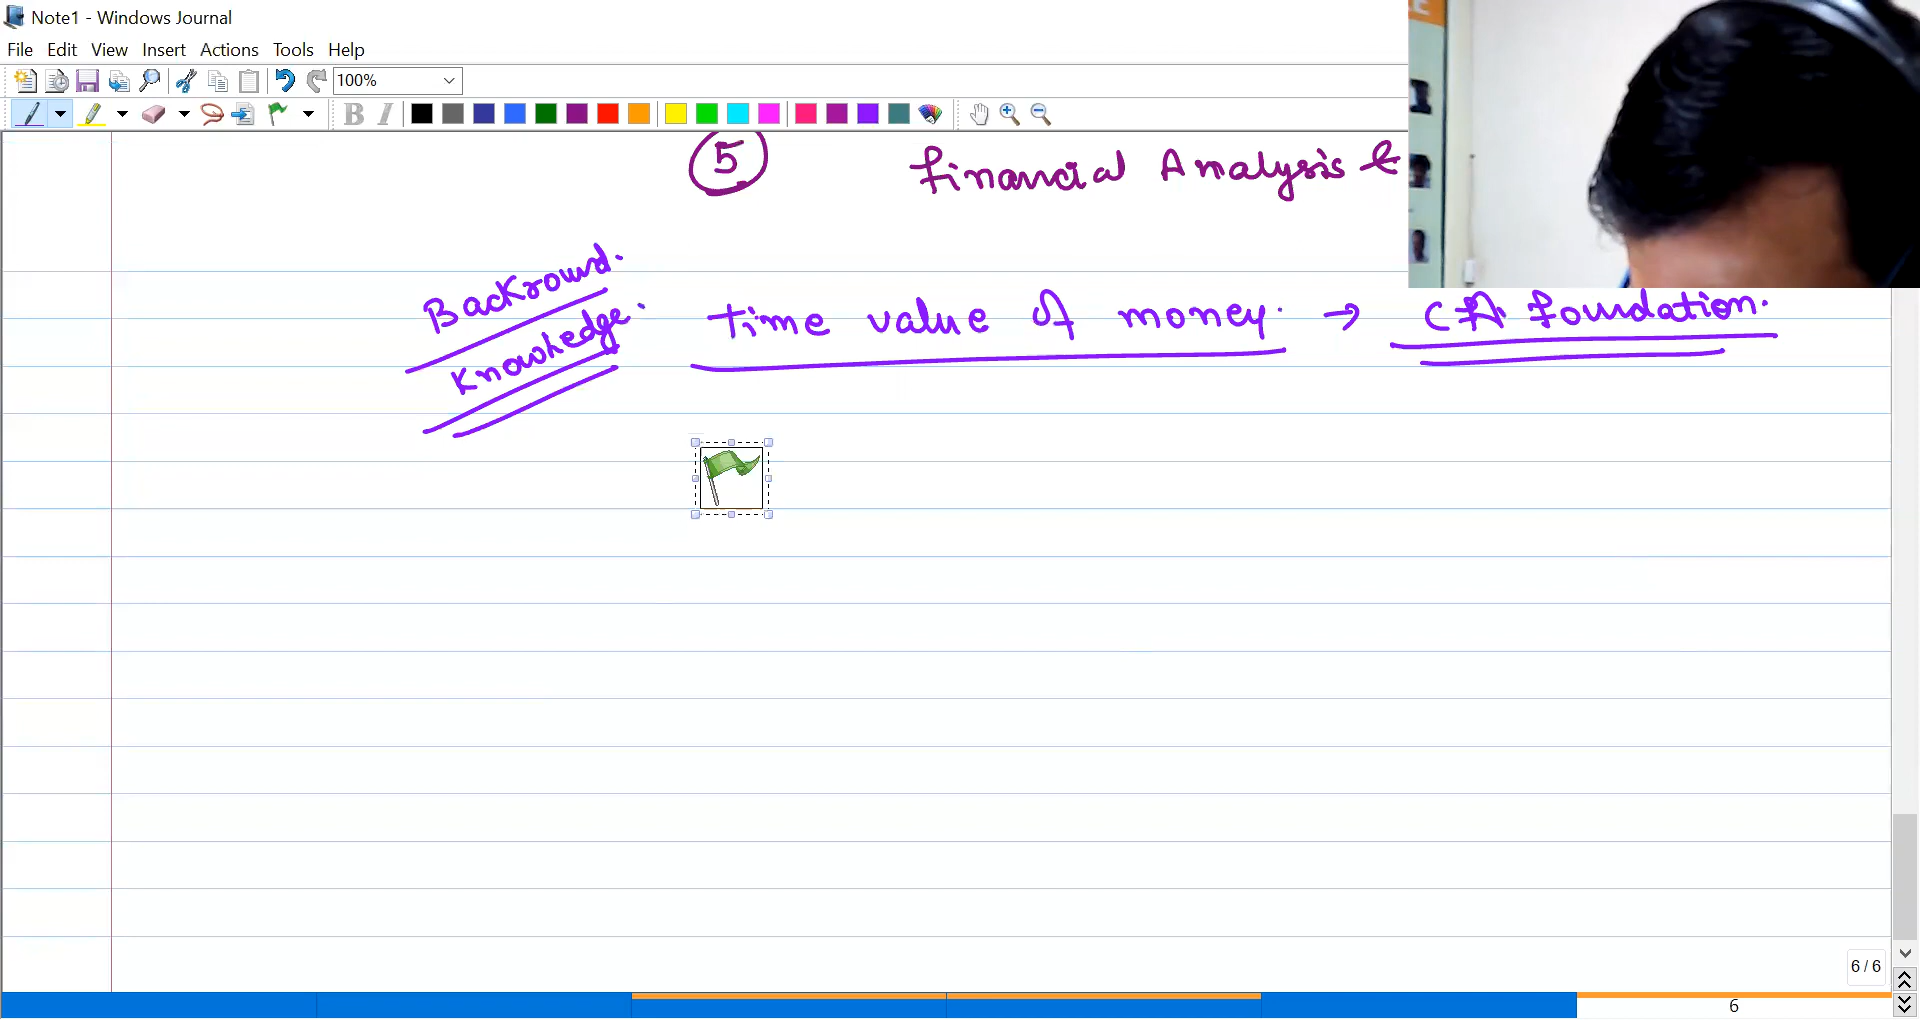 Note1 - Windows Journal
File Edit View Insert Actions Tools Help
100%
B I
5 Financial Analysis &
Backround.
Knowledge.
time value of money. → CA foundation.
6 / 6
6